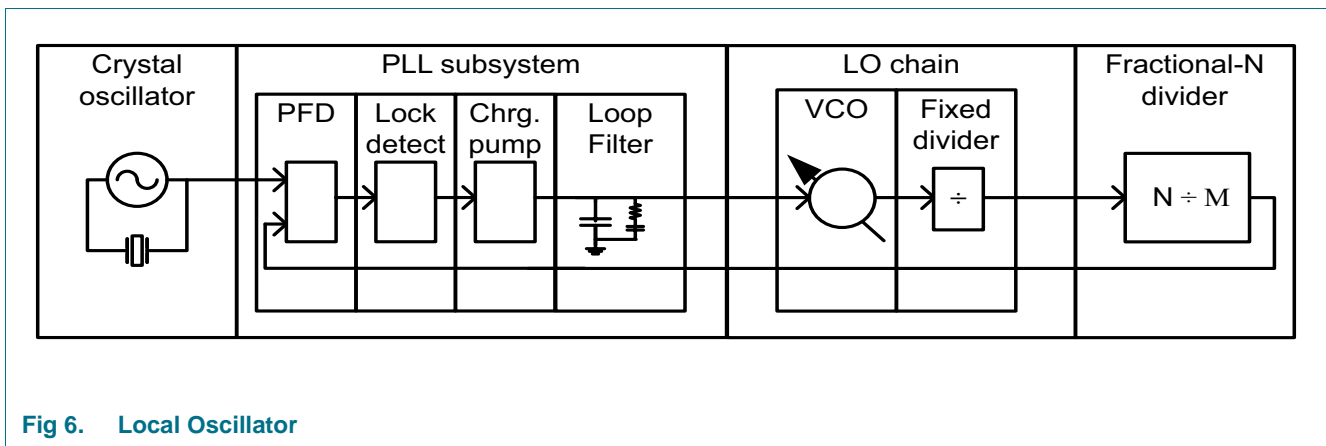 Crystal
oscillator
PLL subsystem
LO chain
Fractional-N
divider
PFD
Lock
detect
Chrg.
pump
Loop
Filter
VCO
Fixed
divider
÷
N ÷ M
Fig 6. Local Oscillator